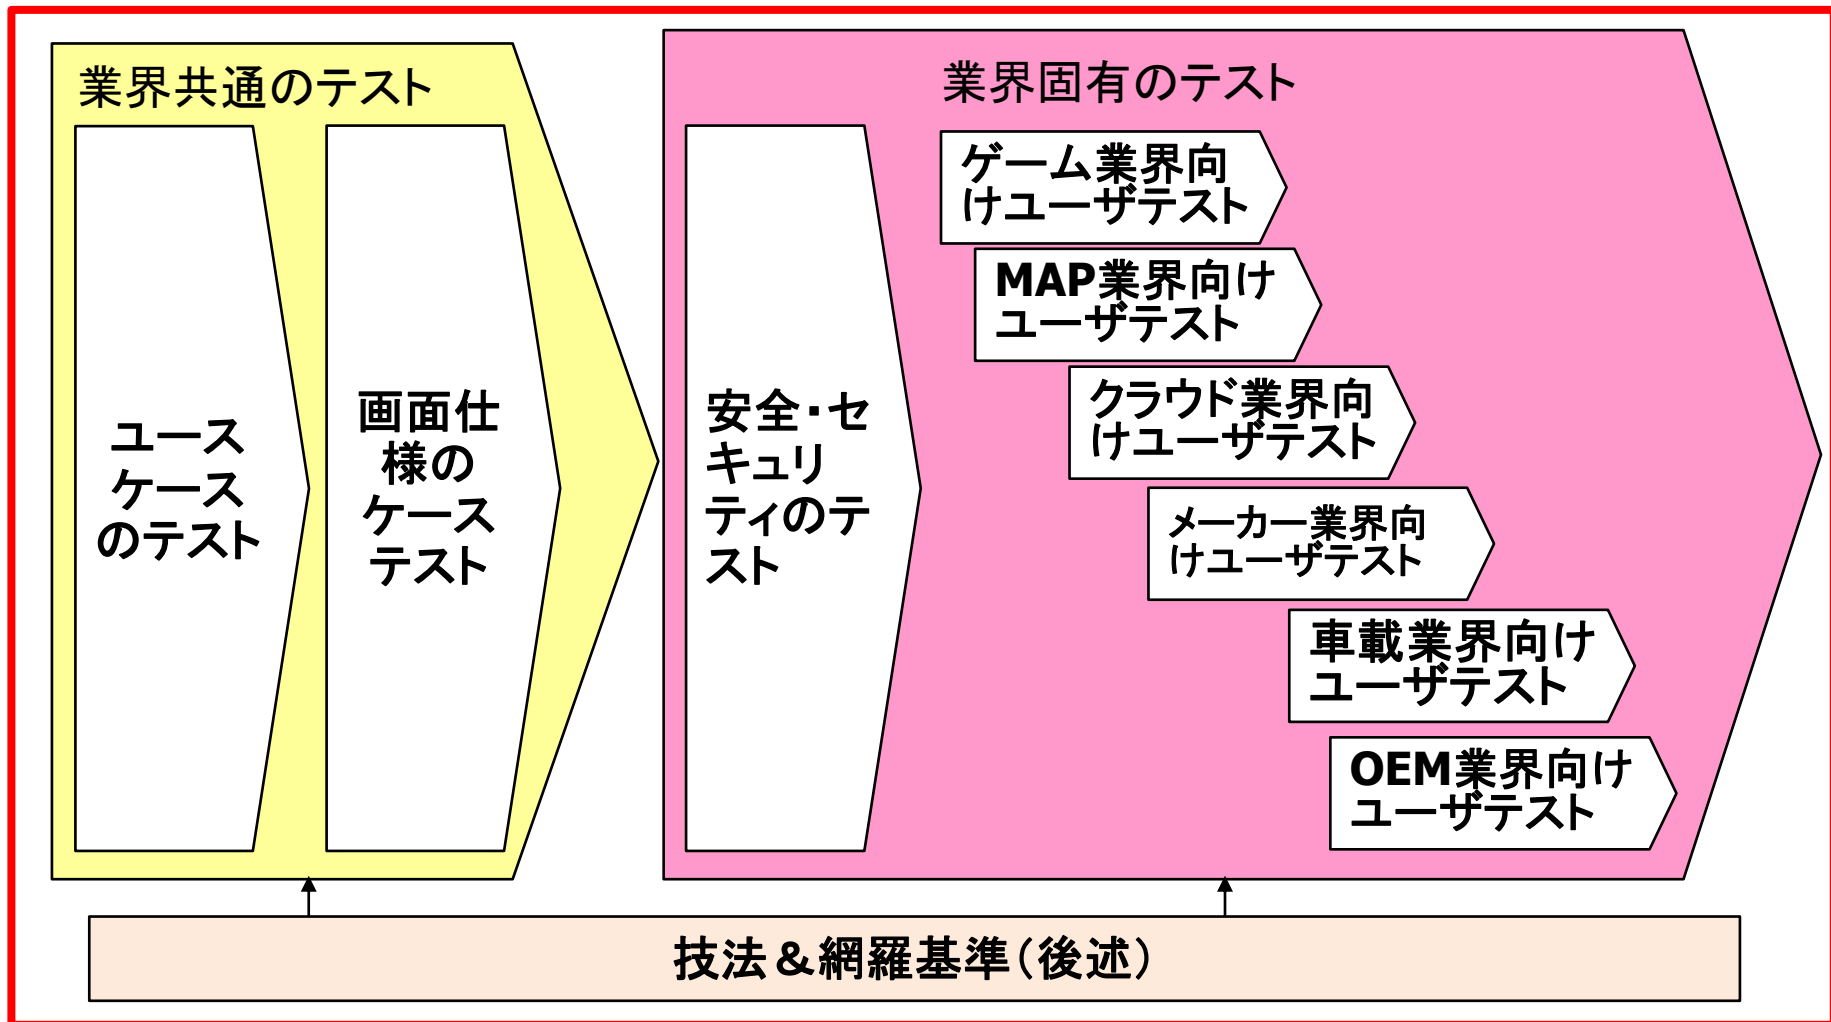 業界共通のテスト
ユース
ケース
のテスト
画面仕
様の
ケース
テスト
業界固有のテスト
安全・セ
キュリ
ティのテ
スト
ゲーム業界向
けユーザテスト
MAP業界向け
ユーザテスト
クラウド業界向
けユーザテスト
メーカー業界向
けユーザテスト
車載業界向け
ユーザテスト
OEM業界向け
ユーザテスト
技法＆網羅基準（後述）